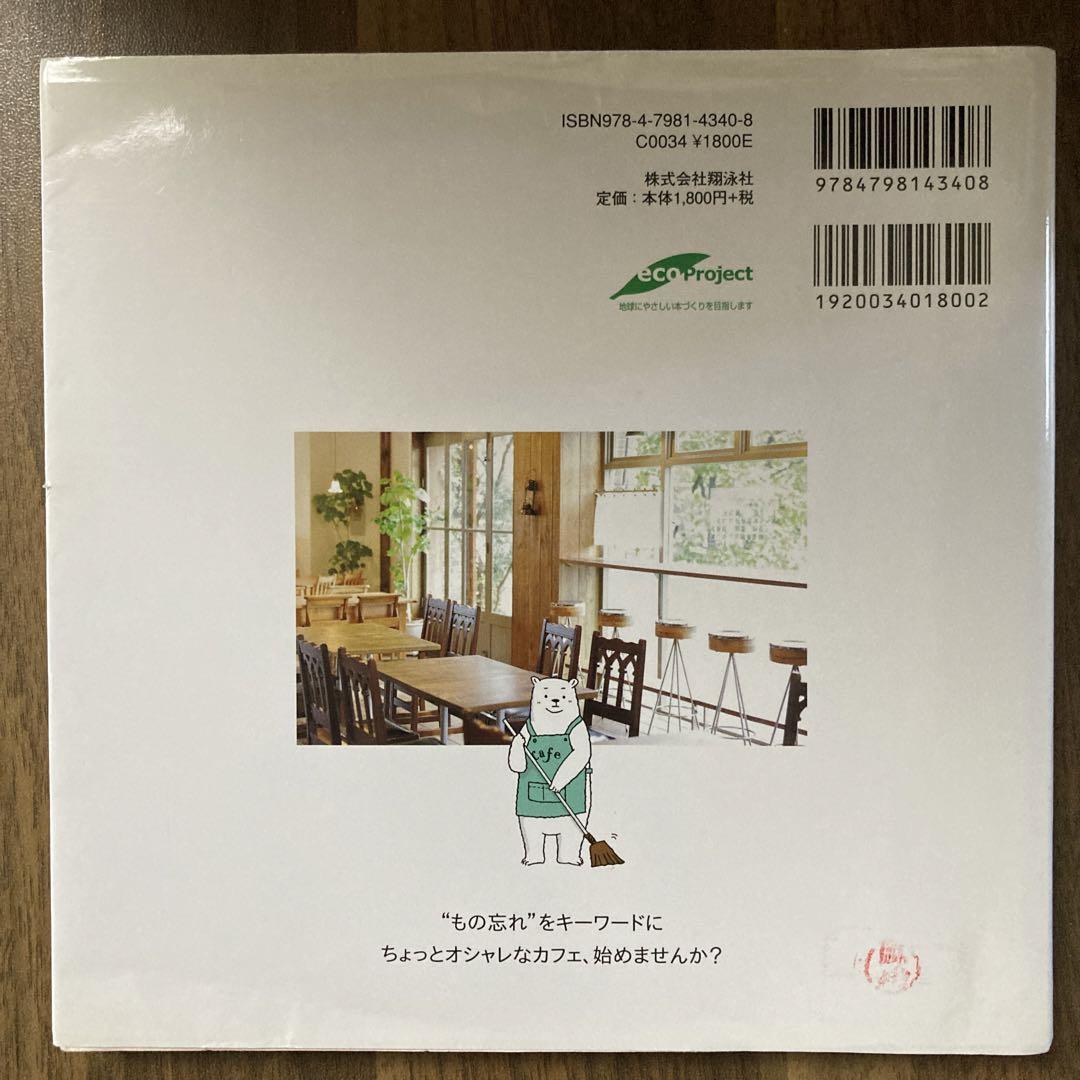 ISBN978-4-7981-4340-8
C0034 ¥1800E
株式会社翔泳社
定価：本体1,800円+税
9784798143408
ecoProject
地球にやさしい本づくりを目指します
1920034018002
cafe
“もの忘れ”をキーワードに
ちょっとオシャレなカフェ、始めませんか？